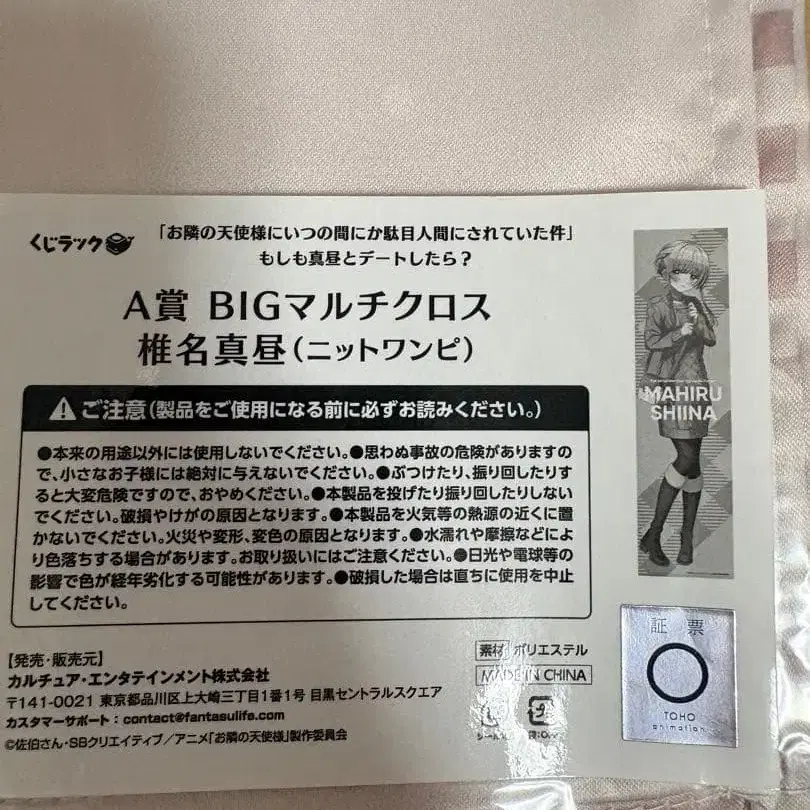 くじラック
「お隣の天使様にいつの間にか駄目人間にされていた件」
もしも真昼とデートしたら？
A賞 BIGマルチクロス
椎名真昼(ニットワンピ)
MAHIRU
SHIINA
ご注意(製品をご使用になる前に必ずお読みください。)
●本来の用途以外には使用しないでください。●思わぬ事故の危険がありますの
で、小さなお子様には絶対に与えないでください。●ぶつけたり、振り回したりす
ると大変危険ですので、おやめください。●本製品を投げたり振り回したりしない
でください。破損やけがの原因となります。●本製品を火気等の熱源の近くに置
かないでください。火災や変形、変色の原因となります。●水濡れや摩擦などによ
り色落ちする場合があります。お取り扱いにはご注意ください。●日光や電球等の
影響で色が経年劣化する可能性があります。●破損した場合は直ちに使用を中止
してください。
【発売・販売元】
カルチュア・エンタテインメント株式会社
〒141-0021 東京都品川区上大崎三丁目1番1号 目黒セントラルスクエア
カスタマーサポート：contact@fantasulife.com
©佐伯さん・SBクリエイティブ／アニメ「お隣の天使様」製作委員会
素材 ポリエステル
MADE IN CHINA
証票
TOHO
animation